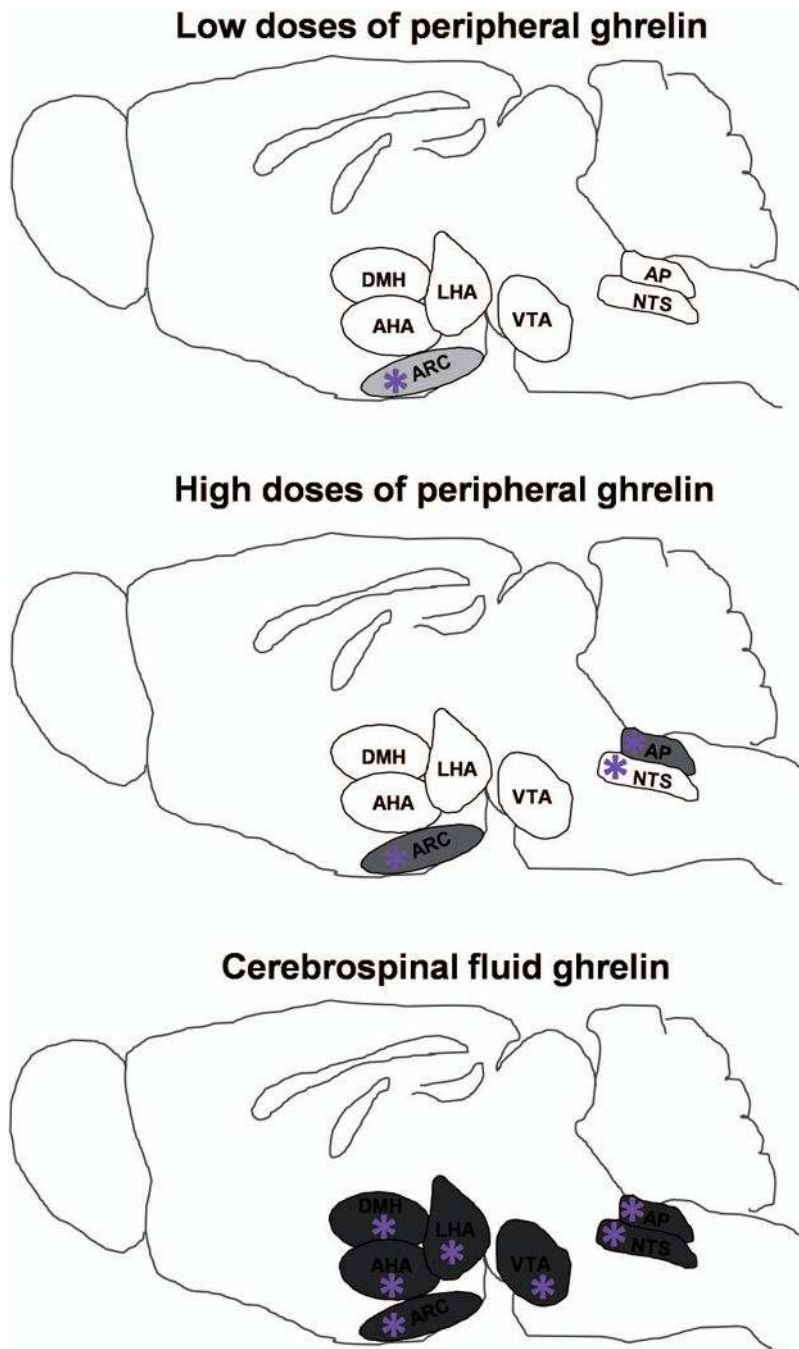 Low doses of peripheral ghrelin
DMH
LHA
AHA
VTA
AP
NTS
* ARC
High doses of peripheral ghrelin
DMH
LHA
AHA
VTA
* AP
* NTS
* ARC
Cerebrospinal fluid ghrelin
DMH
*
LHA
*
AHA
*
VTA
*
* AP
* NTS
* ARC